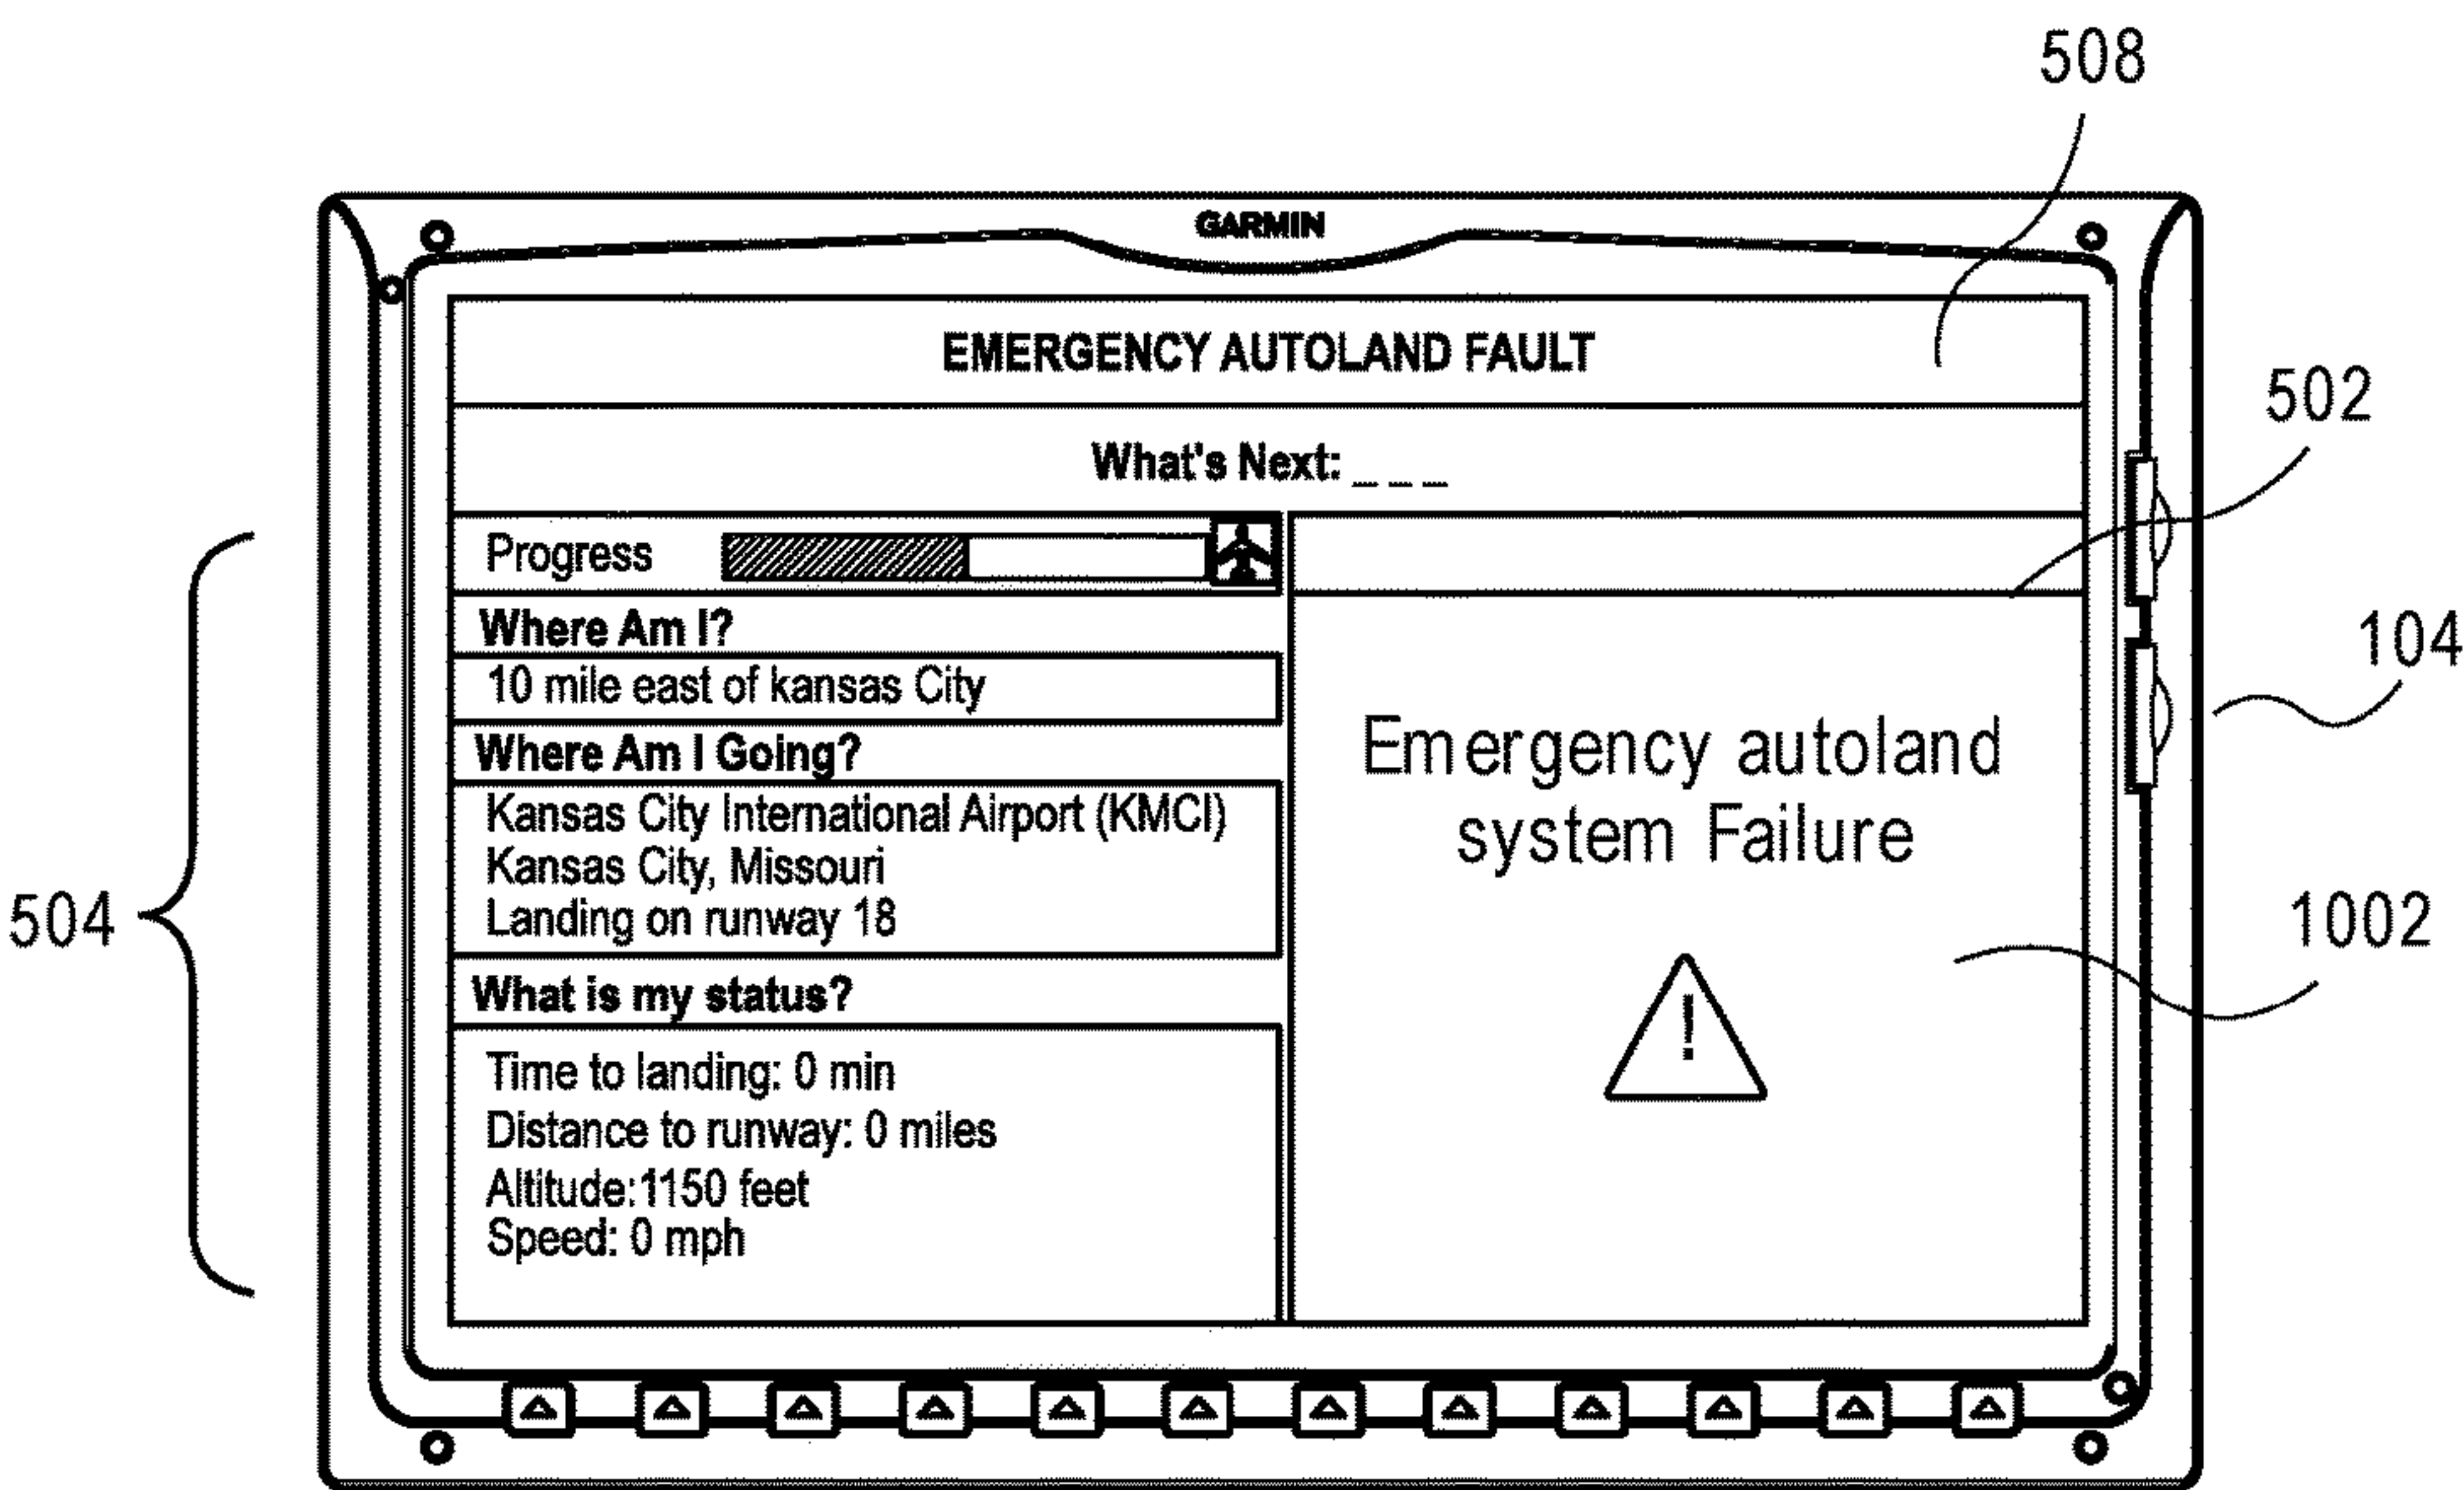 508
GARMIN
EMERGENCY AUTOLAND FAULT
502
What's Next: _ _ _
Progress
Where Am I?
104
10 mile east of kansas City
Where Am I Going?
Emergency autoland
system Failure
Kansas City International Airport (KMCI)
Kansas City, Missouri
Landing on runway 18
504
1002
What is my status?
!
Time to landing: 0 min
Distance to runway: 0 miles
Altitude:1150 feet
Speed: 0 mph